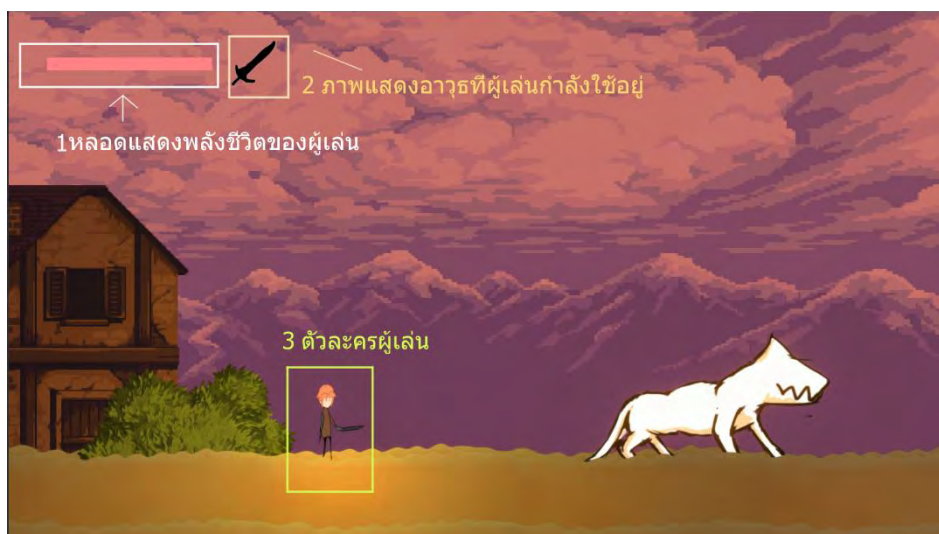 2 ภาพแสดงอาวุธที่ผู้เล่นกำลังใช้อยู่
1หลอดแสดงพลังชีวิตของผู้เล่น
3 ตัวละครผู้เล่น